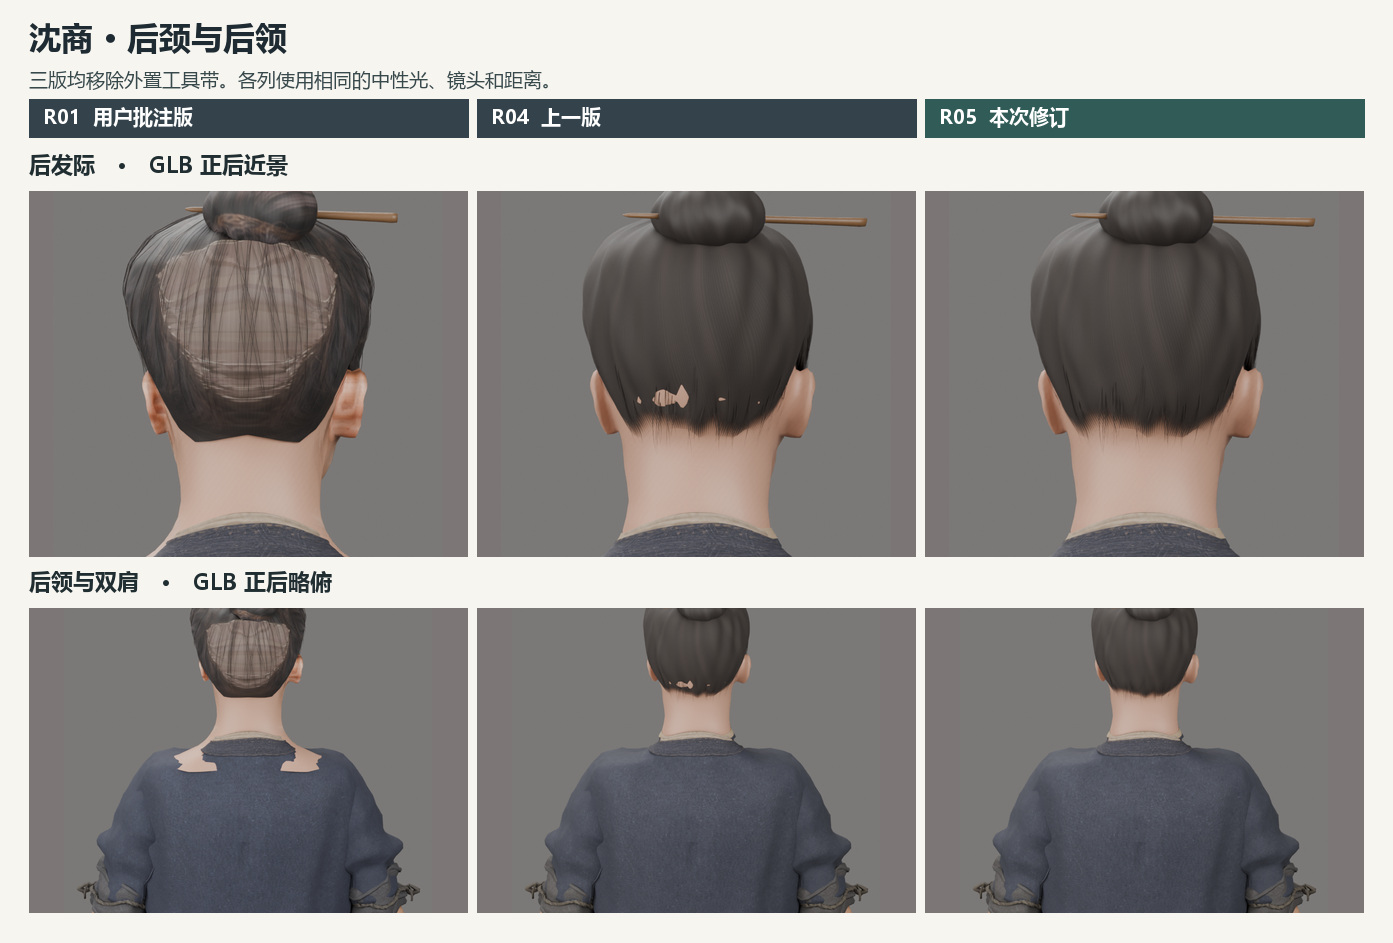 沈商・后颈与后领
三版均移除外置工具带。各列使用相同的中性光、镜头和距离。
R01 用户批注版
R04 上一版
R05 本次修订
后发际 • GLB 正后近景
后领与双肩 • GLB 正后略俯